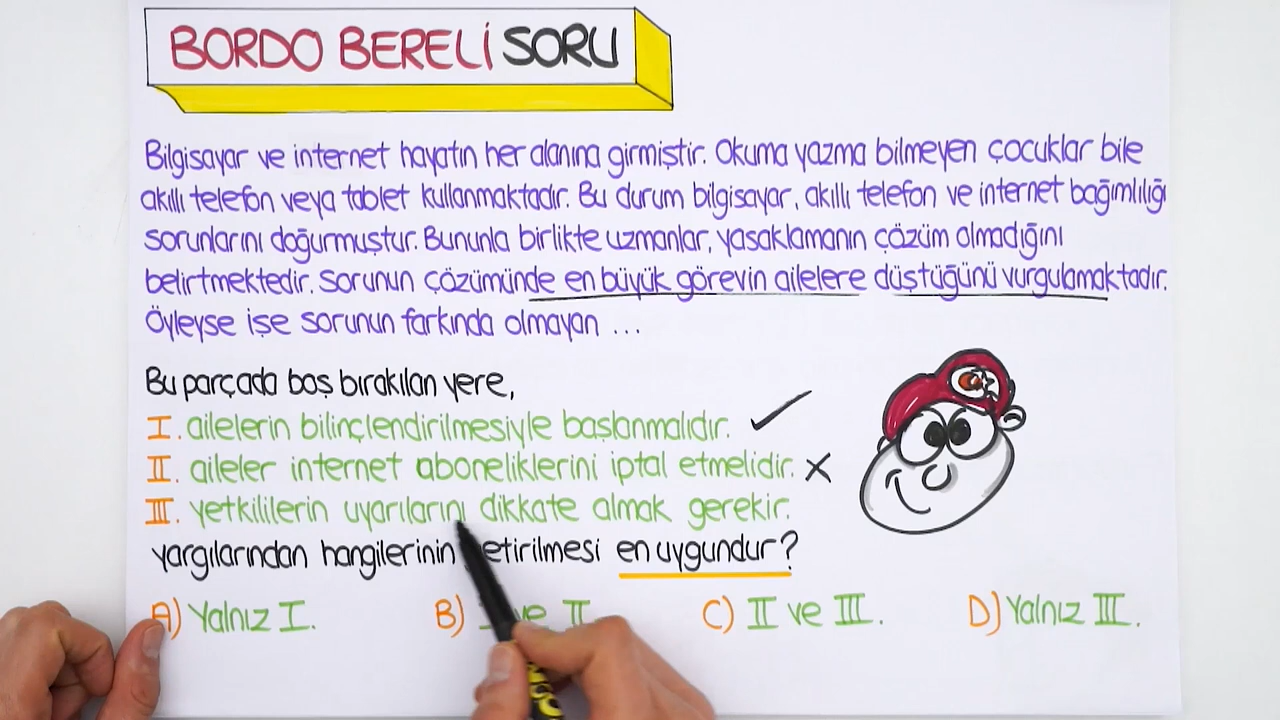 BORDO BERELİ SORU
Bilgisayar ve internet hayatın her alanına girmiştir. Okuma yazma bilmeyen çocuklar bile
akıllı telefon veya tablet kullanmaktadır. Bu durum bilgisayar, akıllı telefon ve internet bağımlılığı
sorunlarını doğurmuştur. Bununla birlikte uzmanlar, yasaklamanın çözüm olmadığını
belirtmektedir. Sorunun çözümünde en büyük görevin ailelere düştüğünü vurgulamaktadır.
Öyleyse işe sorunun farkında olmayan ...
Bu parçada boş bırakılan yere,
I. ailelerin bilinçlendirilmesiyle başlanmalıdır.
II. aileler internet aboneliklerini iptal etmelidir.
III. yetkililerin uyarılarını dikkate almak gerekir.
yargılarından hangilerinin etirilmesi en uygundur?
A) Yalnız I. B) ve II C) II ve III. D) Yalnız III.